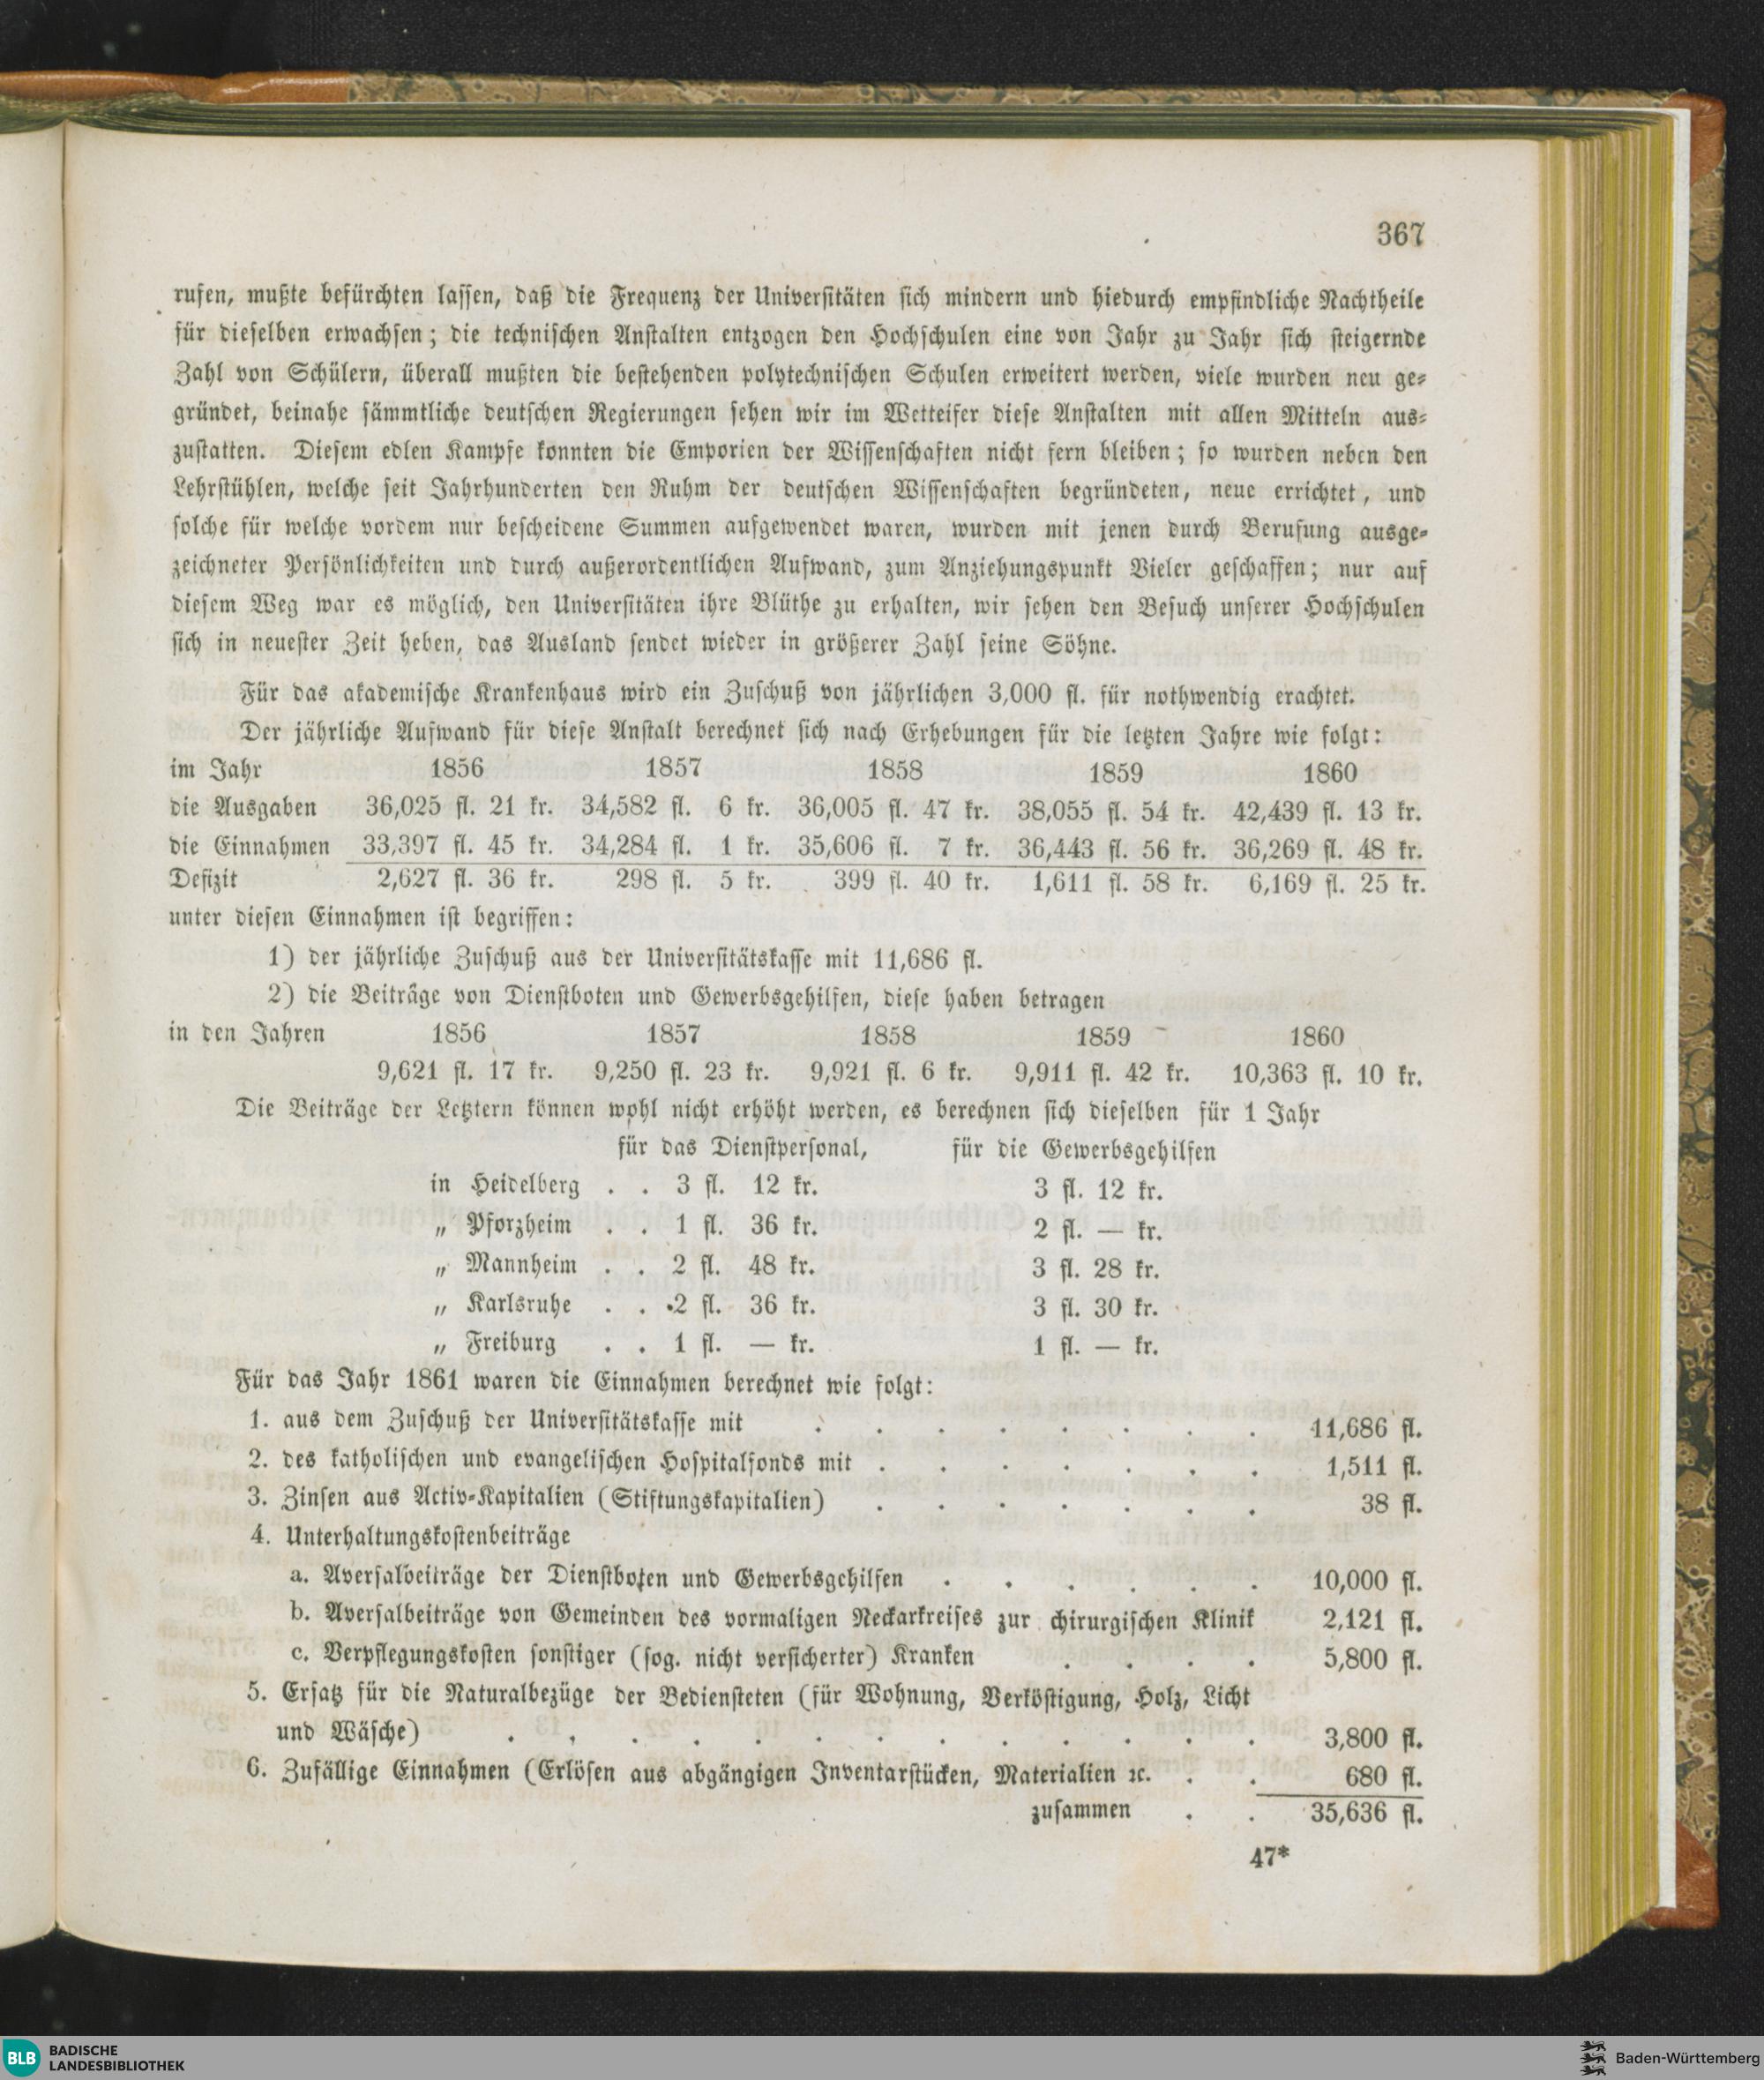 367
rufen, mußte befürchten lassen, daß die Frequenz der Universitäten sich mindern und hiedurch empfindliche Nachtheile
für dieselben erwachsen; die technischen Anstalten entzogen den Hochschulen eine von Jahr zu Jahr sich steigernde
Zahl von Schülern, überall mußten die bestehenden polytechnischen Schulen erweitert werden, viele wurden neu ge-
gründet, beinahe sämmtliche deutschen Regierungen sehen wir im Wetteifer diese Anstalten mit allen Mitteln aus-
zustatten. Diesem edlen Kampfe konnten die Emporien der Wissenschaften nicht fern bleiben; so wurden neben den
Lehrstühlen, welche seit Jahrhunderten den Ruhm der deutschen Wissenschaften begründeten, neue errichtet, und
solche für welche vordem nur bescheidene Summen aufgewendet waren, wurden mit jenen durch Berufung ausge-
zeichneter Persönlichkeiten und durch außerordentlichen Aufwand, zum Anziehungspunkt Vieler geschaffen; nur auf
diesem Weg war es möglich, den Universitäten ihre Blüthe zu erhalten, wir sehen den Besuch unserer Hochschulen
sich in neuester Zeit heben, das Ausland sendet wieder in größerer Zahl seine Söhne.
Für das akademische Krankenhaus wird ein Zuschuß von jährlichen 3,000 fl. für nothwendig erachtet.
Der jährliche Aufwand für diese Anstalt berechnet sich nach Erhebungen für die letzten Jahre wie folgt:
im Jahr 1856 1857 1858 1859 1860
die Ausgaben 36,025 fl. 21 kr. 34,582 fl. 6 kr. 36,005 fl. 47 kr. 38,055 fl. 54 kr. 42,439 fl. 13 kr.
die Einnahmen 33,397 fl. 45 kr. 34,284 fl. 1 kr. 35,606 fl. 7 kr. 36,443 fl. 56 kr. 36,269 fl. 48 kr.
Defizit 2,627 fl. 36 kr. 298 fl. 5 kr. 399 fl. 40 kr. 1,611 fl. 58 kr. 6,169 fl. 25 kr.
unter diesen Einnahmen ist begriffen:
1) der jährliche Zuschuß aus der Universitätskasse mit 11,686 fl.
2) die Beiträge von Dienstboten und Gewerbsgehilfen, diese haben betragen
in den Jahren 1856 1857 1858 1859 1860
9,621 fl. 17 kr. 9,250 fl. 23 kr. 9,921 fl. 6 kr. 9,911 fl. 42 kr. 10,363 fl. 10 kr.
Die Beiträge der Letztern können wohl nicht erhöht werden, es berechnen sich dieselben für 1 Jahr
für das Dienstpersonal, für die Gewerbsgehilfen
in Heidelberg . . 3 fl. 12 kr. 3 fl. 12 kr.
„ Pforzheim . . 1 fl. 36 kr. 2 fl. — kr.
„ Mannheim . . 2 fl. 48 kr. 3 fl. 28 kr.
„ Karlsruhe . . 2 fl. 36 kr. 3 fl. 30 kr.
„ Freiburg . . 1 fl. — kr. 1 fl. — kr.
Für das Jahr 1861 waren die Einnahmen berechnet wie folgt:
1. aus dem Zuschuß der Universitätskasse mit . . . . . . . . 11,686 fl.
2. des katholischen und evangelischen Hospitalfonds mit . . . . . . . 1,511 fl.
3. Zinsen aus Activ-Kapitalien (Stiftungskapitalien) . . . . . . . 38 fl.
4. Unterhaltungskostenbeiträge
a. Aversalbeiträge der Dienstboten und Gewerbsgehilfen . . . . . . 10,000 fl.
b. Aversalbeiträge von Gemeinden des vormaligen Neckarkreises zur chirurgischen Klinik 2,121 fl.
c. Verpflegungskosten sonstiger (sog. nicht versicherter) Kranken . . . . 5,800 fl.
5. Ersatz für die Naturalbezüge der Bediensteten (für Wohnung, Verköstigung, Holz, Licht
und Wäsche) . . . . . . . . . . . . . 3,800 fl.
6. Zufällige Einnahmen (Erlösen aus abgängigen Inventarstücken, Materialien ꝛc. . . 680 fl.
zusammen . . 35,636 fl.
47*
BLB BADISCHE
LANDESBIBLIOTHEK
Baden-Württemberg